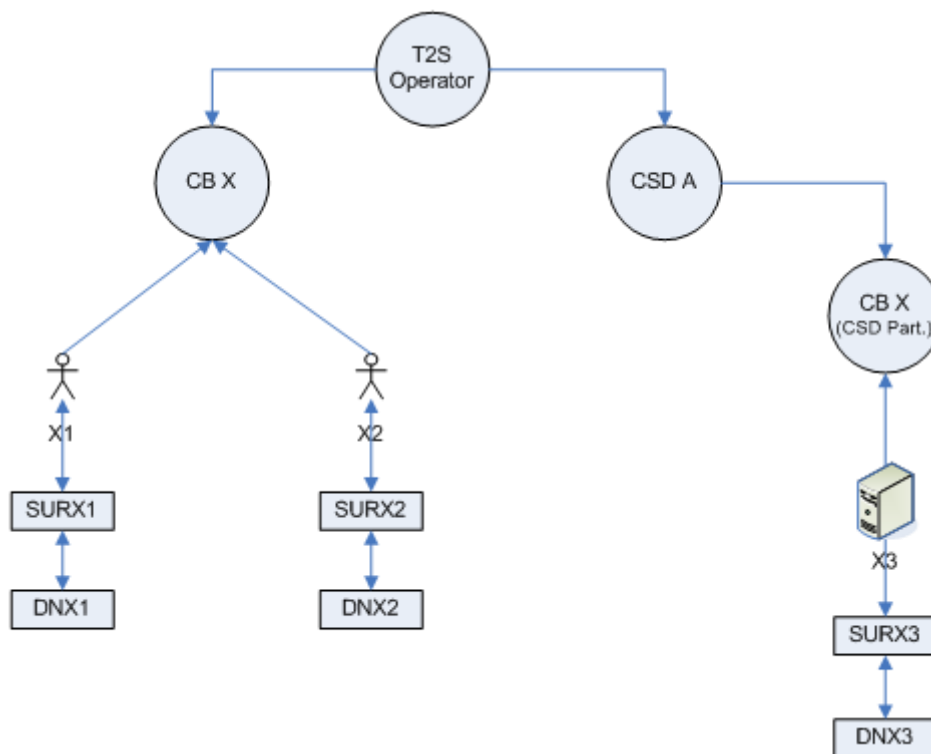 T2S
Operator
CB X
CSD A
CB X
(CSD Part.)
X1
X2
SURX1
SURX2
X3
DNX1
DNX2
SURX3
DNX3